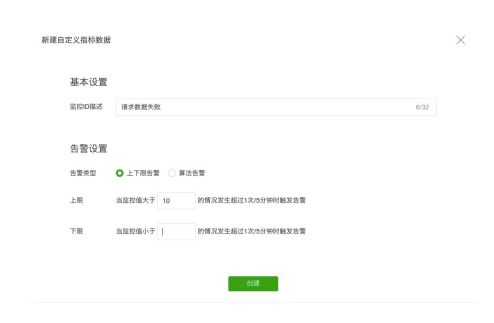 新建自定义指标数据
基本设置
监控ID描述 请求数据失败 6/32
告警设置
告警类型 上下限告警 算法告警
上限 当监控值大于 10 的情况发生超过1次/5分钟时触发告警
下限 当监控值小于 的情况发生超过1次/5分钟时触发告警
创建